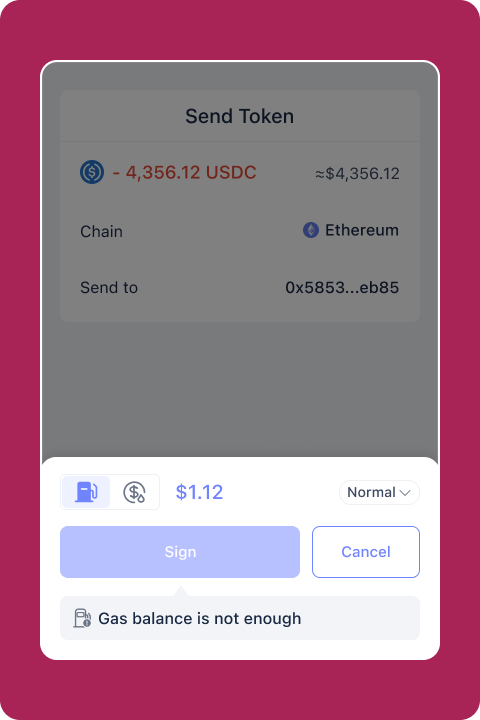 Send Token
- 4,356.12 USDC ≈$4,356.12
Chain Ethereum
Send to 0x5853...eb85
$1.12 Normal
Sign Cancel
Gas balance is not enough